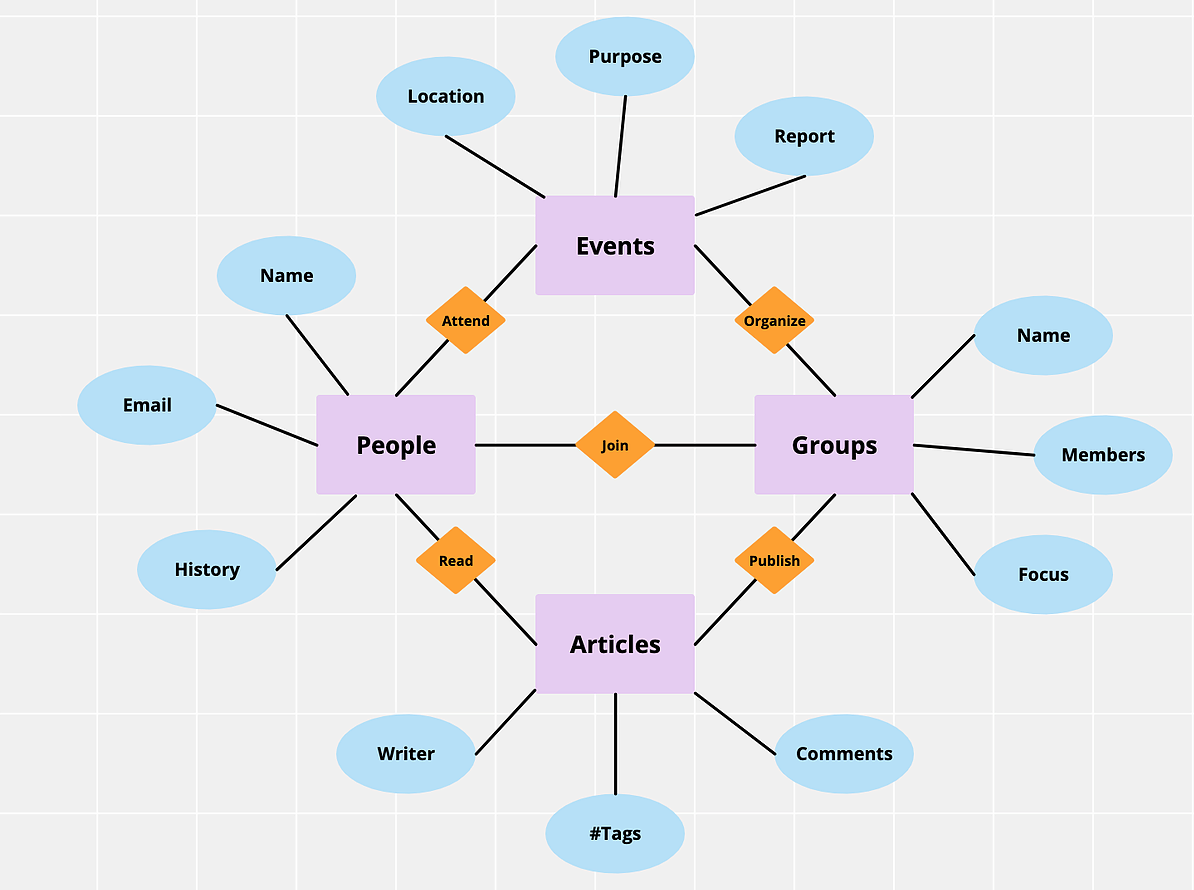 Purpose
Location
Report
Events
Name
Attend
Organize
Name
Email
People
Join
Groups
Members
History
Read
Publish
Focus
Articles
Writer
Comments
#Tags